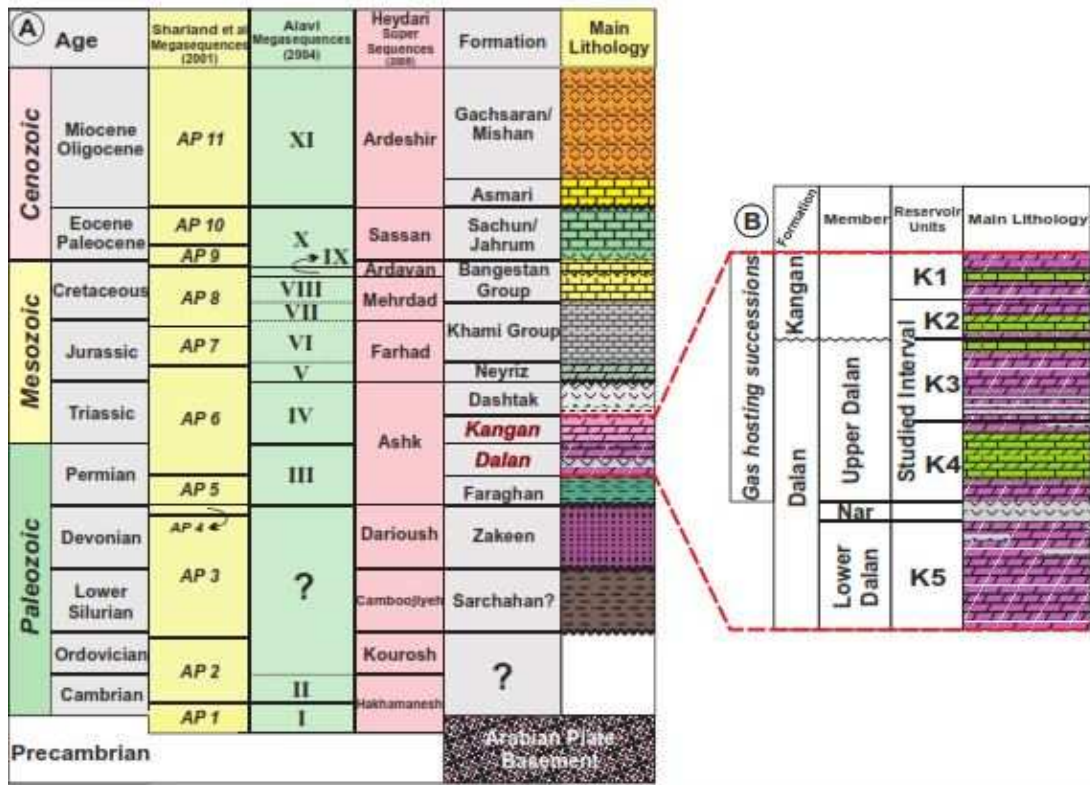 A
Age
Sharland et al
Megasequences
(2001)
Alavi
Megasequences
(2904)
Heydari
Super
Sequences
Formation
Main
Lithology
Cenozoic
Miocene
Oligocene
AP 11
XI
Ardeshir
Gachsaran/
Mishan
Asmari
Eocene
Paleocene
AP 10
AP 9
X
IX
Sassan
Sachun/
Jahrum
Mesozoic
Cretaceous
AP 8
VIII
VII
Ardavan
Mehrdad
Bangestan
Group
Jurassic
AP 7
VI
V
Farhad
Khami Group
Neyriz
Triassic
AP 6
IV
Ashk
Dashtak
Kangan
Paleozoic
Permian
AP 5
III
Dalan
Faraghan
Devonian
AP 4
AP 3
?
Darioush
Zakeen
Lower
Silurian
Camboojiyeh
Sarchahan?
Ordovician
AP 2
Kourosh
?
Cambrian
II
Hakhamanesh
AP 1
I
Precambrian
Arabian Plate
Basement
B
Formation
Member
Reservoir
Units
Main Lithology
Gas hosting successions
Kangan
Dalan
Upper Dalan
Nar
Lower
Dalan
Studied Interval
K1
K2
K3
K4
K5